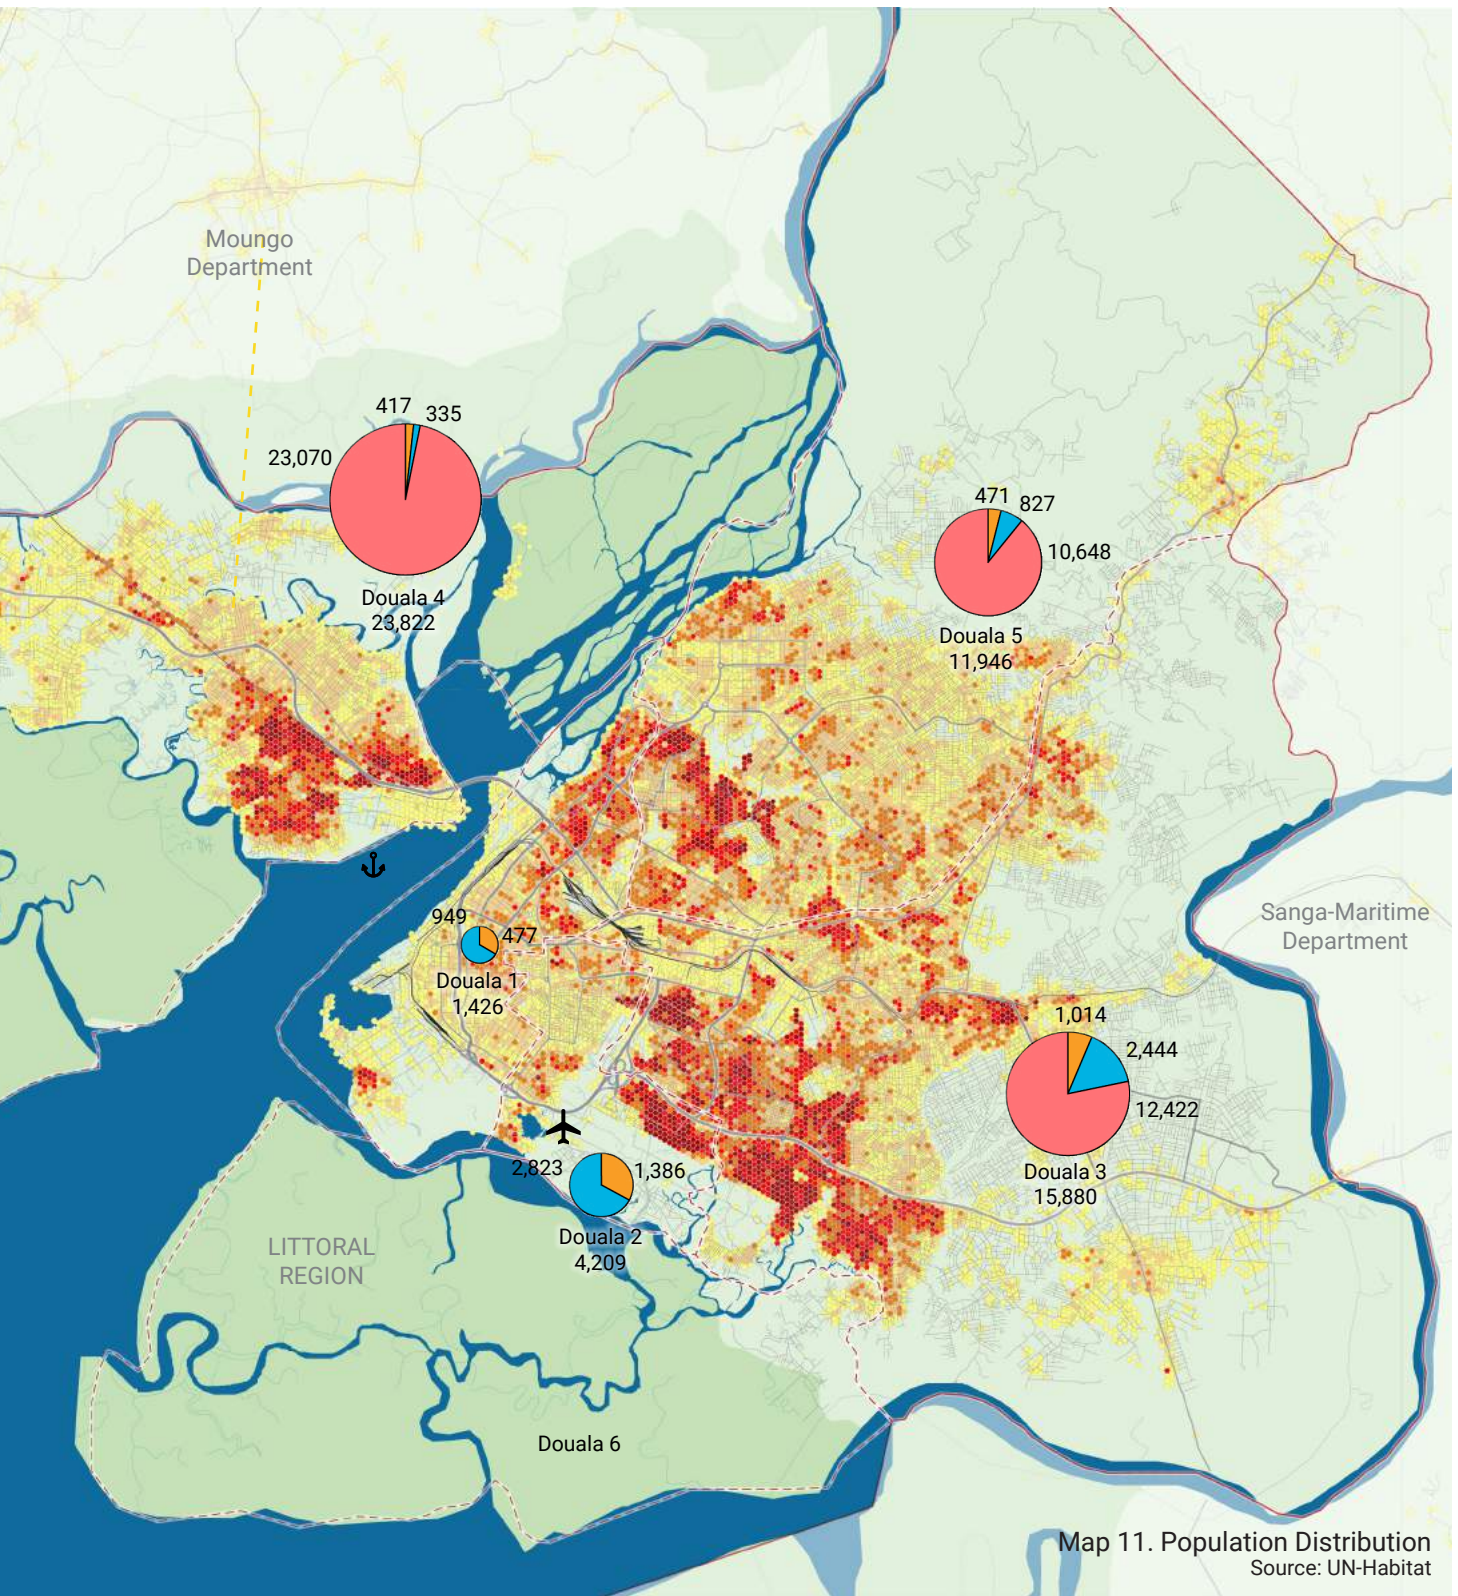 Moungo
Department
417
335
23,070
Douala 4
23,822
471
827
10,648
Douala 5
11,946
949
477
Douala 1
1,426
Sanga-Maritime
Department
1,014
2,444
12,422
Douala 3
15,880
2,823
1,386
Douala 2
4,209
LITTORAL
REGION
Douala 6
Map 11. Population Distribution
Source: UN-Habitat